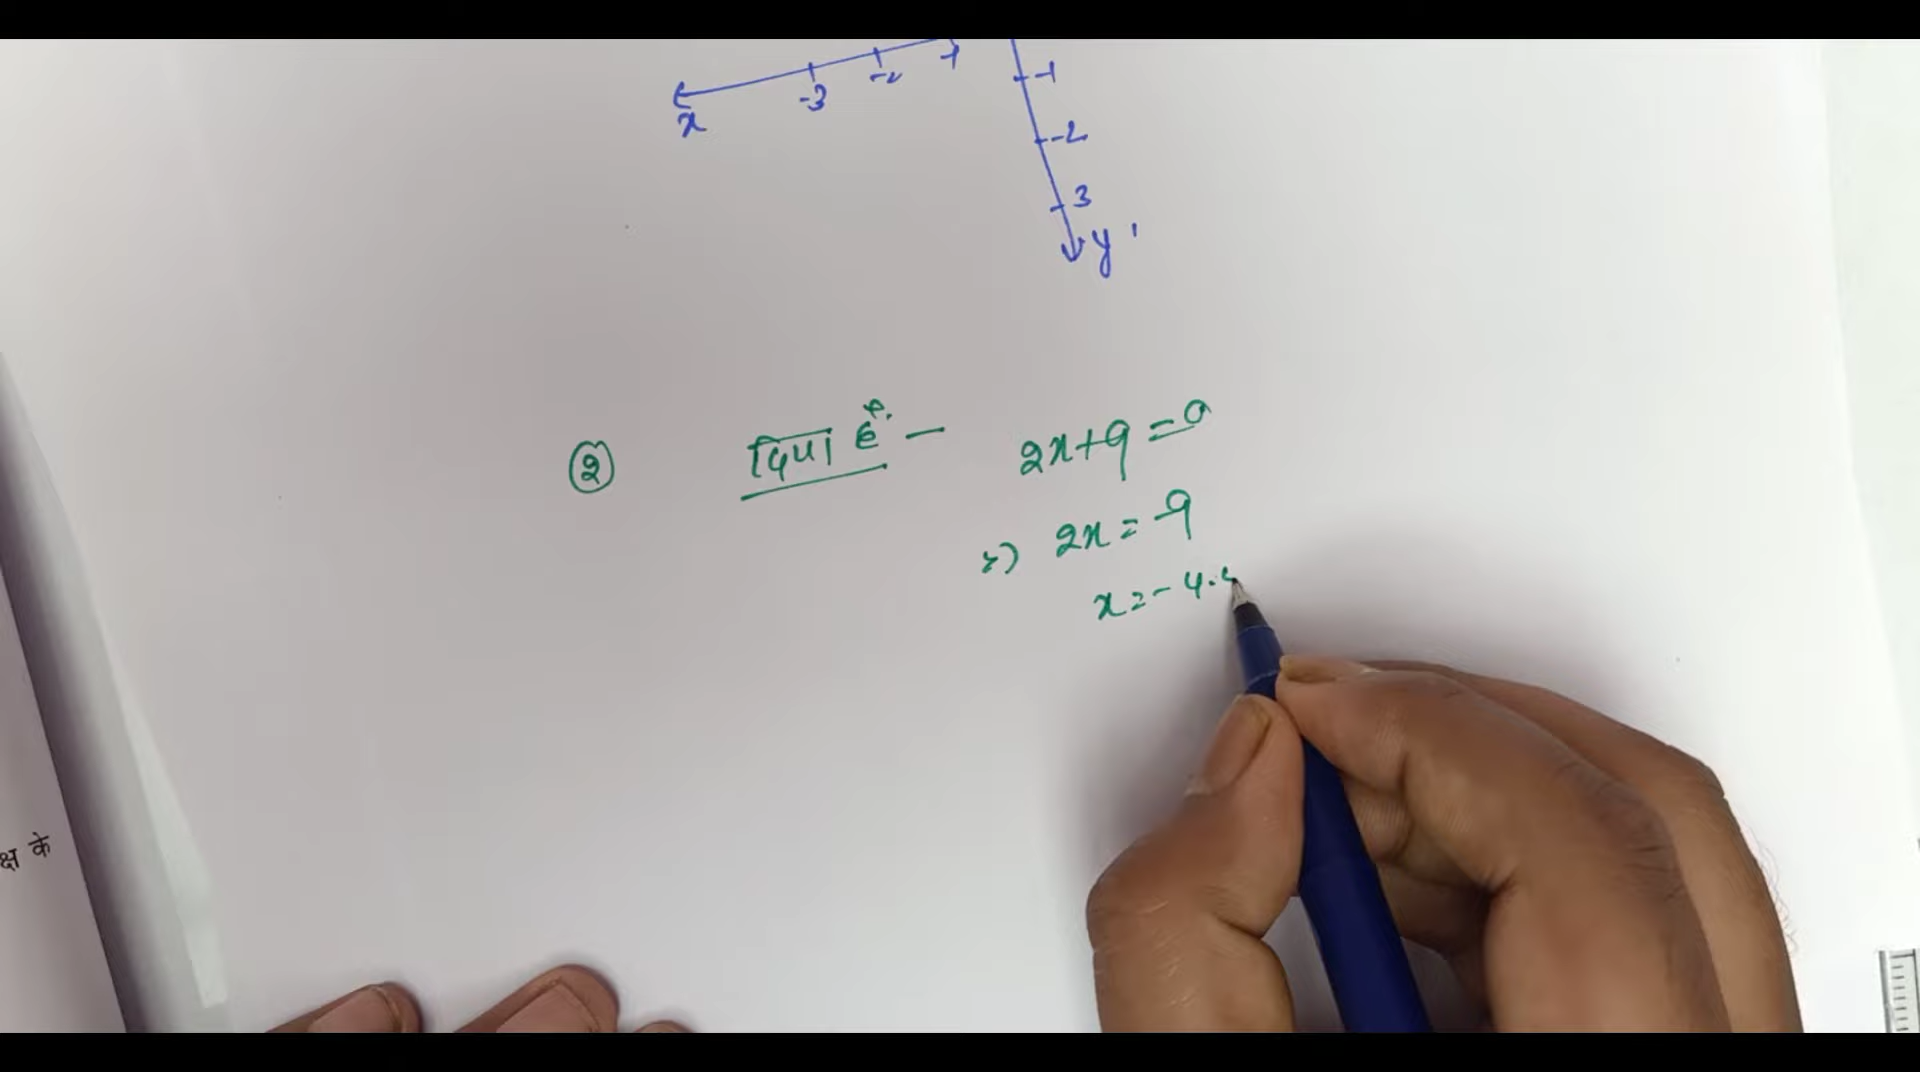 -3 -2 -1
x
-1
-2
3
y'
② दिया है - 2x+9=0
2x = -9
x = -4.
क्ष के